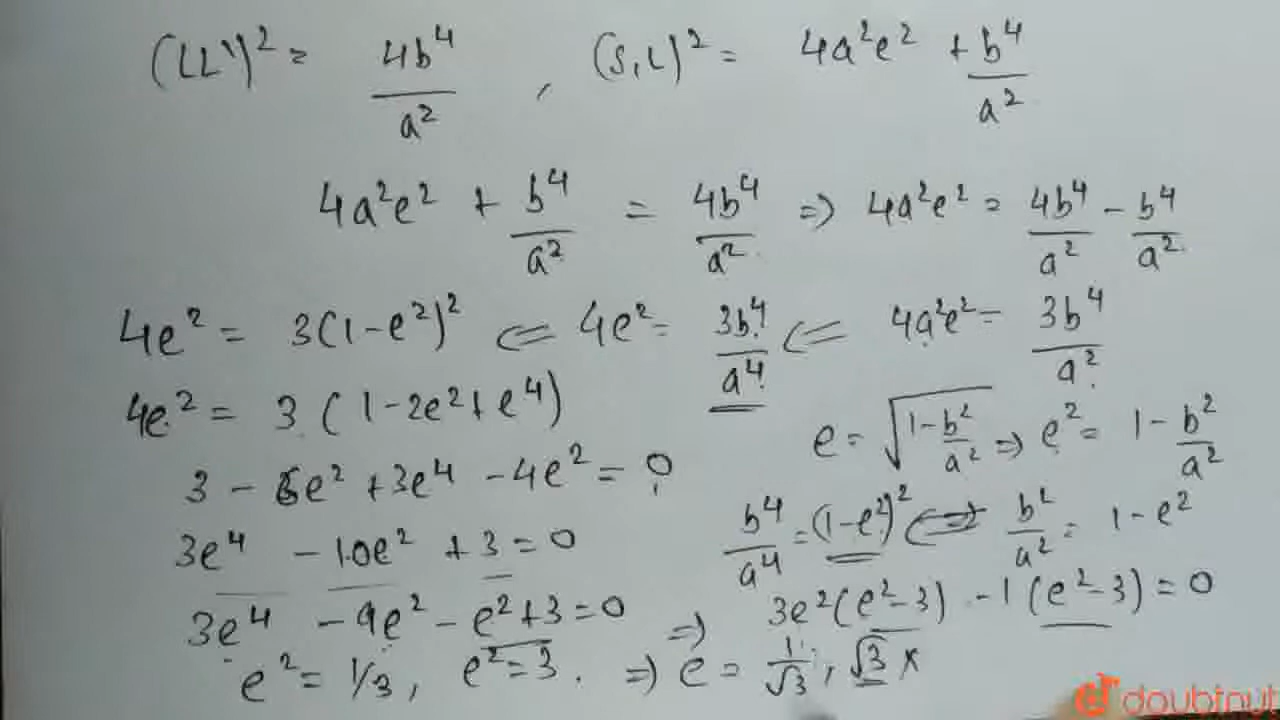 (LL')² = 4b⁴/a² , (S₁L)² = 4a²e² + b⁴/a²
4a²e² + b⁴/a² = 4b⁴/a² ⇒ 4a²e² = 4b⁴/a² - b⁴/a²
4e² = 3(1-e²)² ⇐ 4e² = 3b⁴/a⁴ ⇐ 4a²e² = 3b⁴/a²
4e² = 3(1-2e²+e⁴)
e = √(1-b²/a²) ⇒ e² = 1 - b²/a²
3 - 6e² + 3e⁴ - 4e² = 0
b⁴/a⁴ = (1-e²)² ⇐ b²/a² = 1-e²
3e⁴ - 10e² + 3 = 0
3e⁴ - 9e² - e² + 3 = 0 ⇒ 3e²(e²-3) - 1(e²-3) = 0
e² = 1/3, e² = 3. ⇒ e = 1/√3, √3 ×
doubtnut